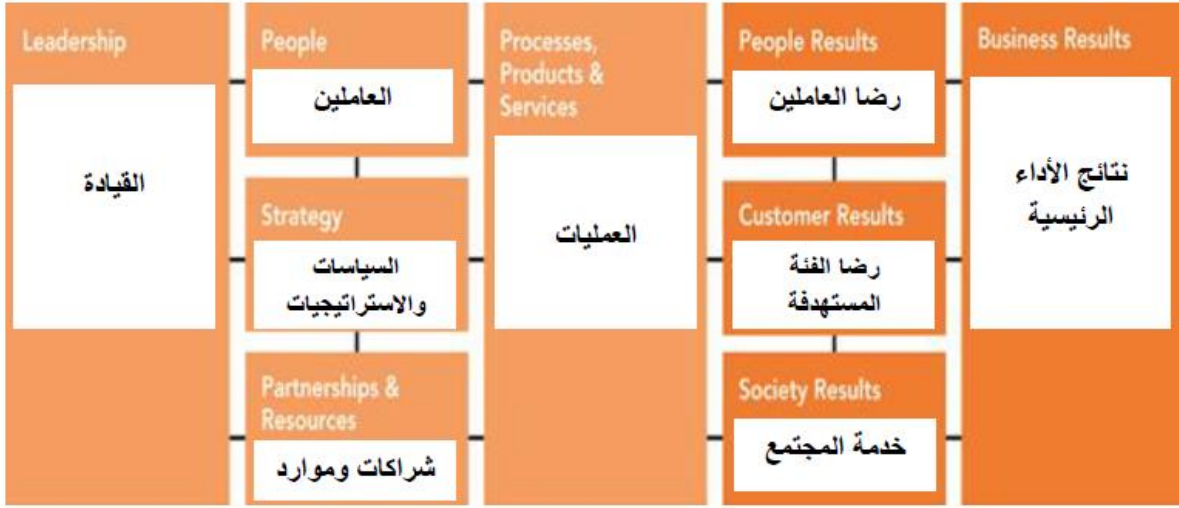 Leadership
القيادة
People
العاملين
Strategy
السياسات
والاستراتيجيات
Partnerships &
Resources
شراكات وموارد
Processes,
Products &
Services
العمليات
People Results
رضا العاملين
Customer Results
رضا الفئة
المستهدفة
Society Results
خدمة المجتمع
Business Results
نتائج الأداء
الرئيسية